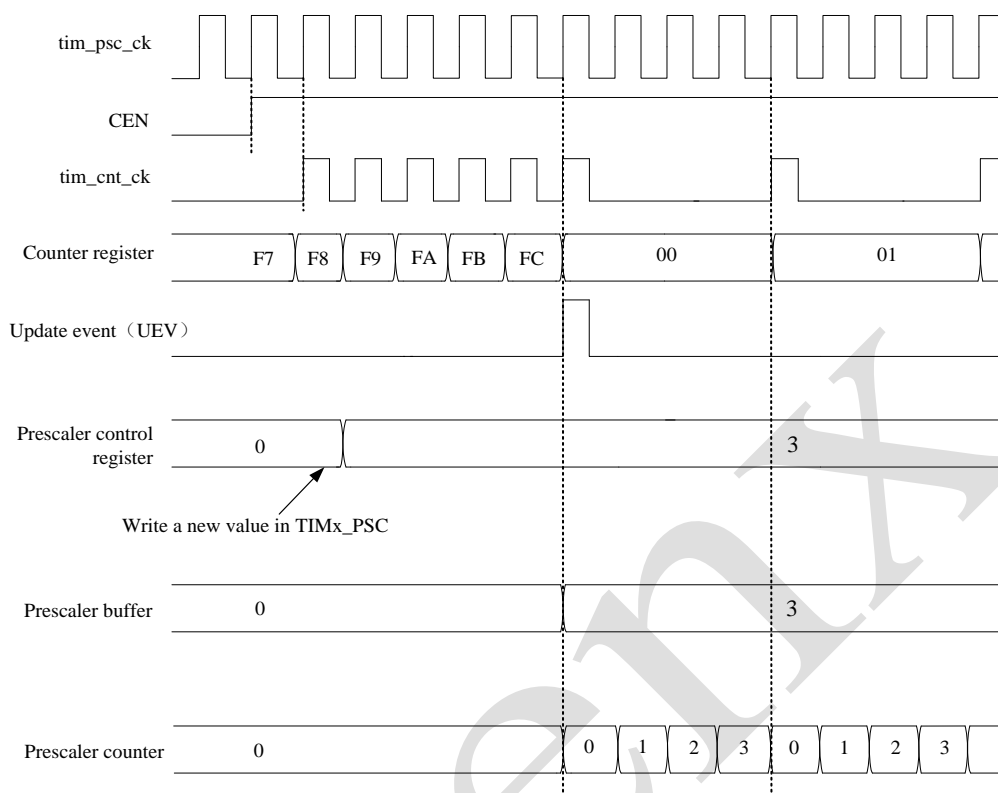 tim_psc_ck
CEN
tim_cnt_ck
Counter register F7 F8 F9 FA FB FC 00 01
Update event（UEV）
Prescaler control
register
0 3
Write a new value in TIMx_PSC
Prescaler buffer 0 3
Prescaler counter 0 0 1 2 3 0 1 2 3
enx